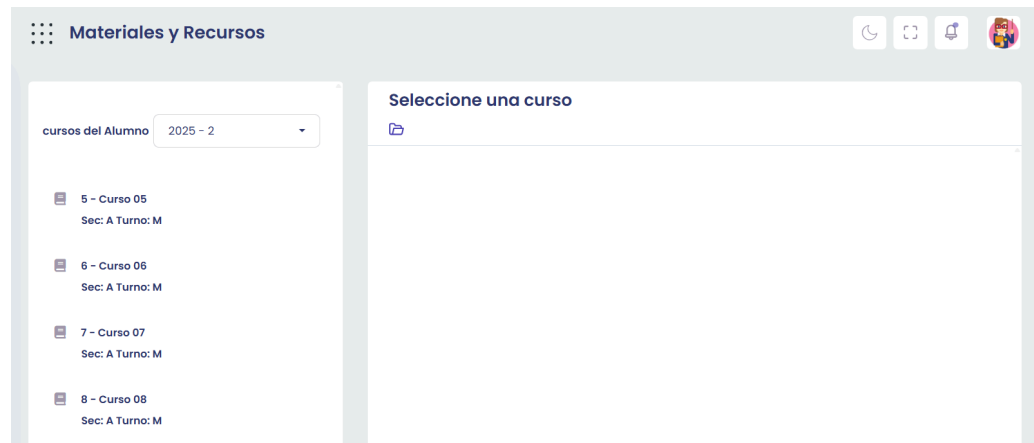 Materiales y Recursos
cursos del Alumno 2025 - 2
5 - Curso 05
Sec: A Turno: M
6 - Curso 06
Sec: A Turno: M
7 - Curso 07
Sec: A Turno: M
8 - Curso 08
Sec: A Turno: M
Seleccione una curso